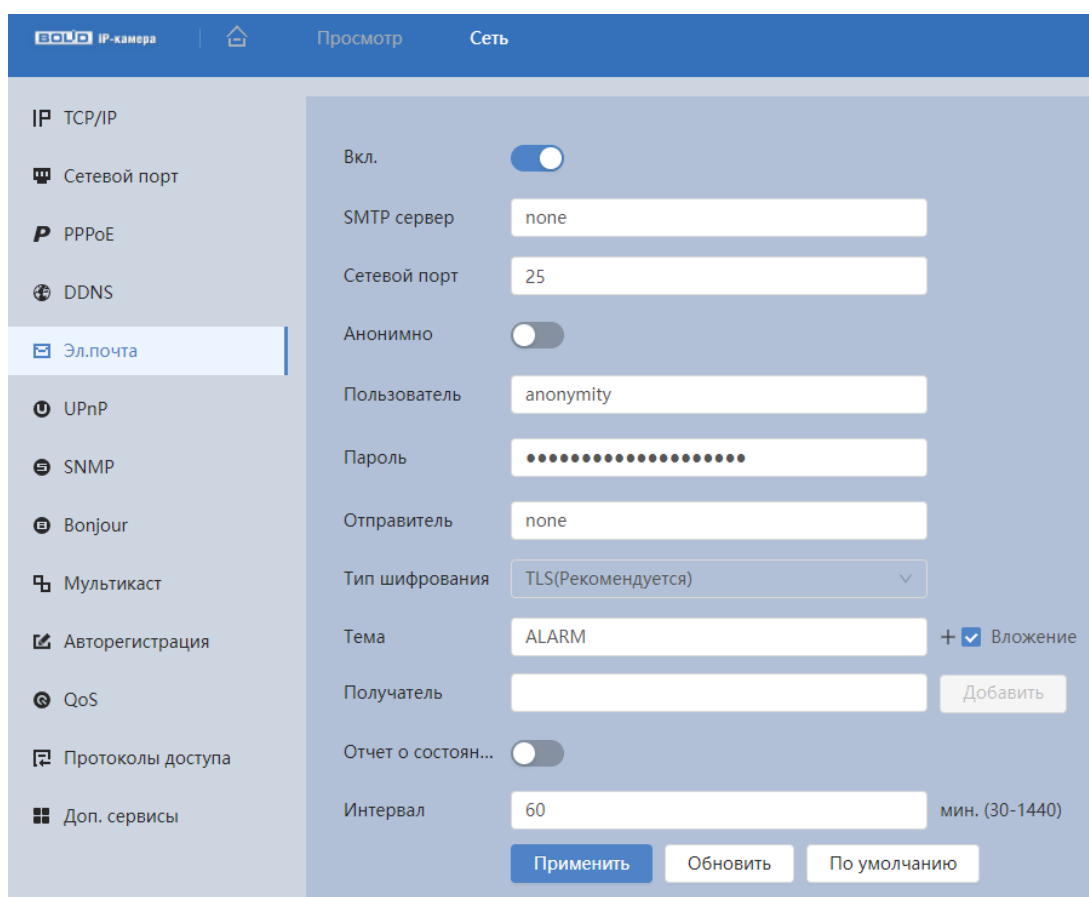 BOLID IP-камера
Просмотр
Сеть
TCP/IP
Сетевой порт
PPPoE
DDNS
Эл.почта
UPnP
SNMP
Bonjour
Мультикаст
Авторегистрация
QoS
Протоколы доступа
Доп. сервисы
Вкл.
SMTP сервер
none
Сетевой порт
25
Анонимно
Пользователь
anonymity
Пароль
••••••••••••••••••••
Отправитель
none
Тип шифрования
TLS(Рекомендуется)
Тема
ALARM
+ Вложение
Получатель
Добавить
Отчет о состоян...
Интервал
60
мин. (30-1440)
Применить
Обновить
По умолчанию